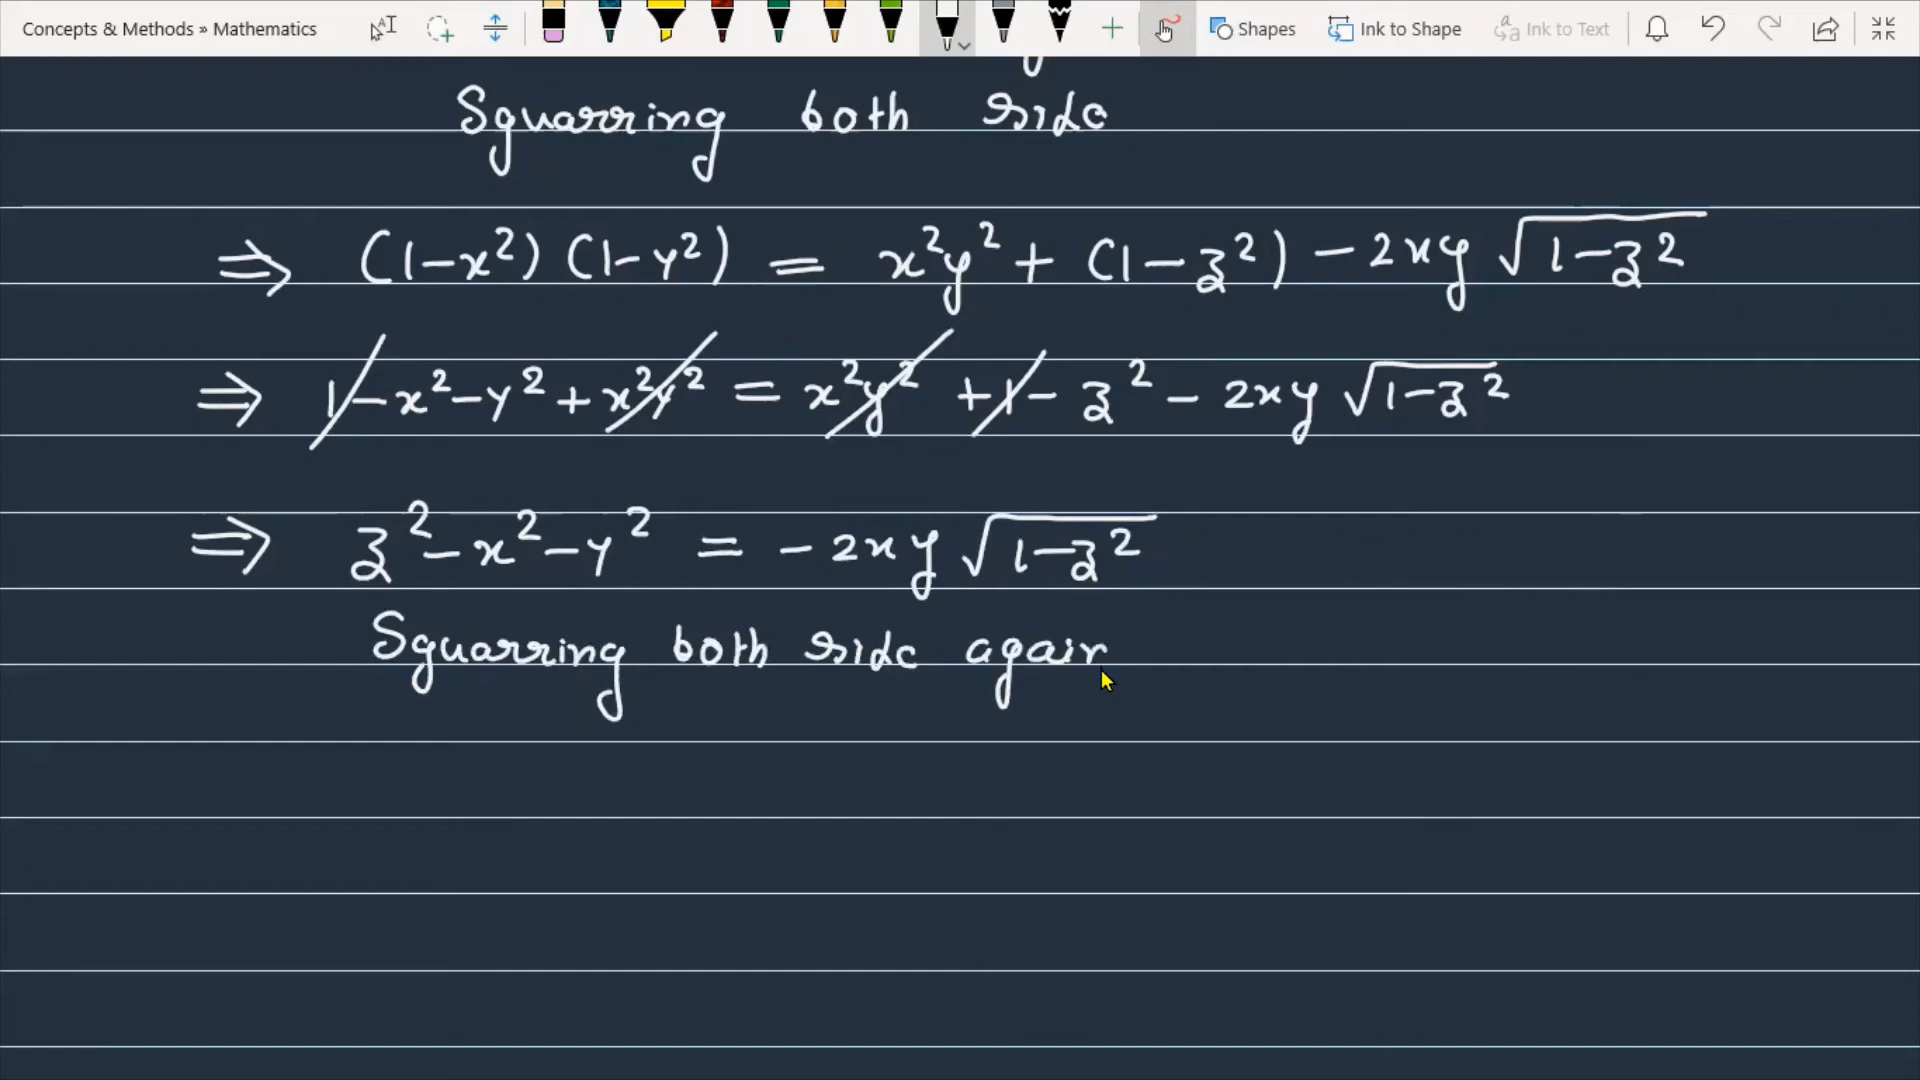 Concepts & Methods » Mathematics Shapes Ink to Shape Ink to Text
Squarring both side
⇒ (1-x²) (1-y²) = x²y² + (1-z²) - 2xy √1-z²
⇒ 1-x²-y²+x²y² = x²y² +1- z² - 2xy √1-z²
⇒ z²-x²-y² = -2xy √1-z²
Squarring both side again